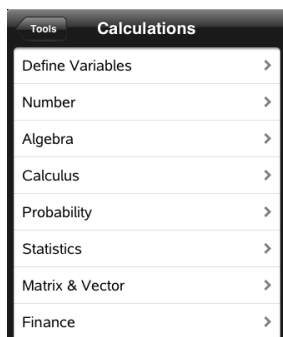 Tools Calculations
Define Variables
Number
Algebra
Calculus
Probability
Statistics
Matrix & Vector
Finance